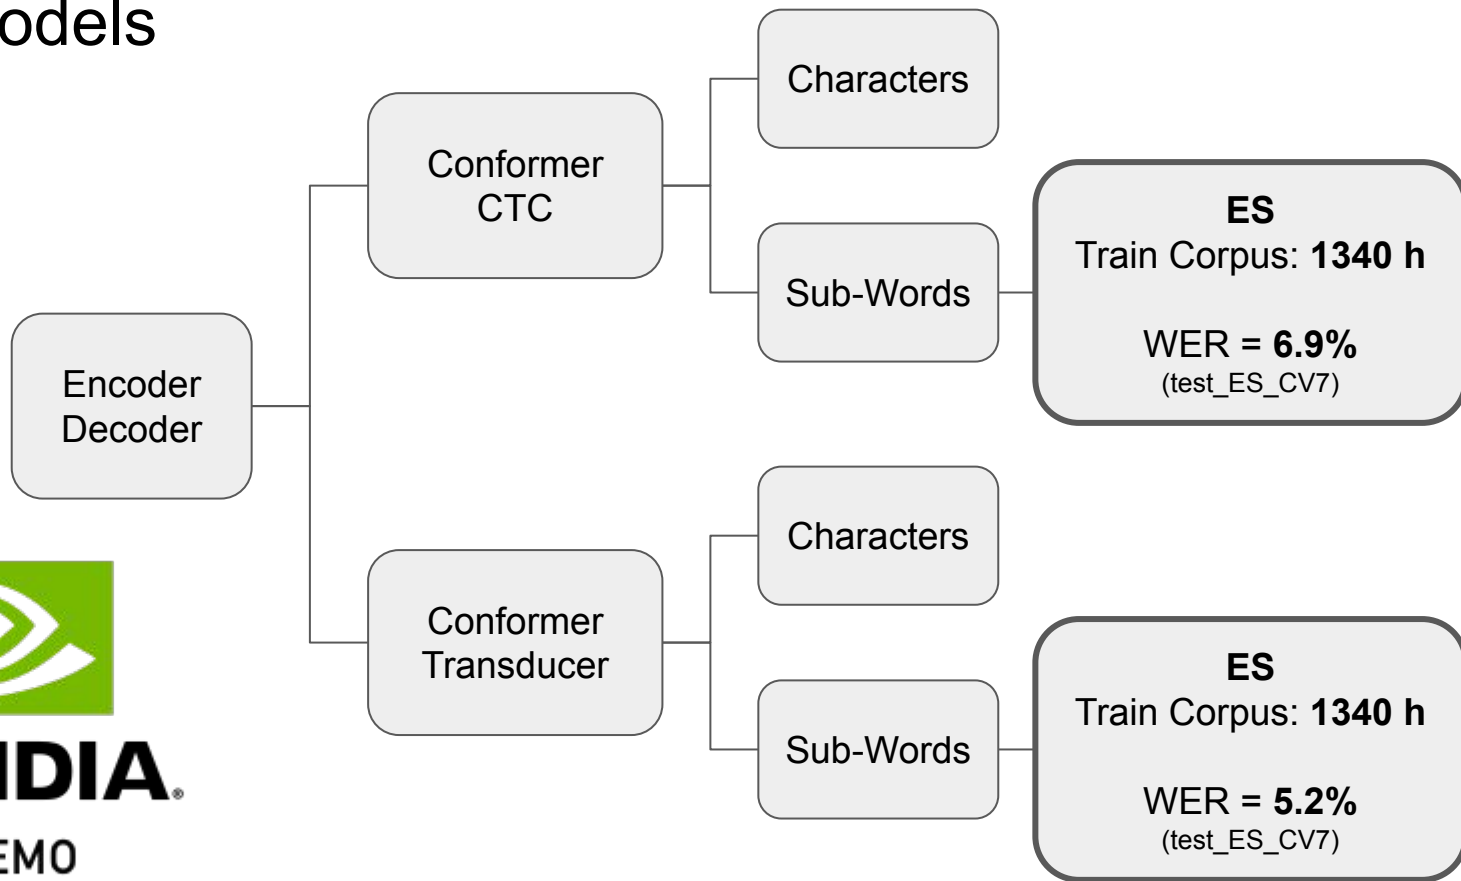 odels
Characters
Conformer
CTC
Sub-Words
ES
Train Corpus: 1340 h
WER = 6.9%
(test_ES_CV7)
Encoder
Decoder
Characters
Conformer
Transducer
Sub-Words
ES
Train Corpus: 1340 h
WER = 5.2%
(test_ES_CV7)
IDIA.®
EMO